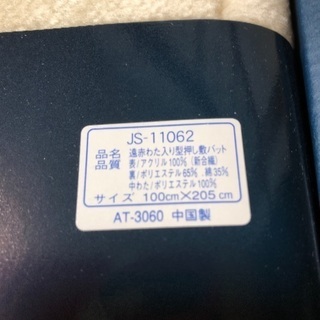 JS-11062
品名 遠赤わた入り型押し敷パット
品質 表/アクリル100%(新合繊)
裏/ポリエステル65% 綿35%
中わた/ポリエステル100%
サイズ 100cm×205cm
AT-3060 中国製